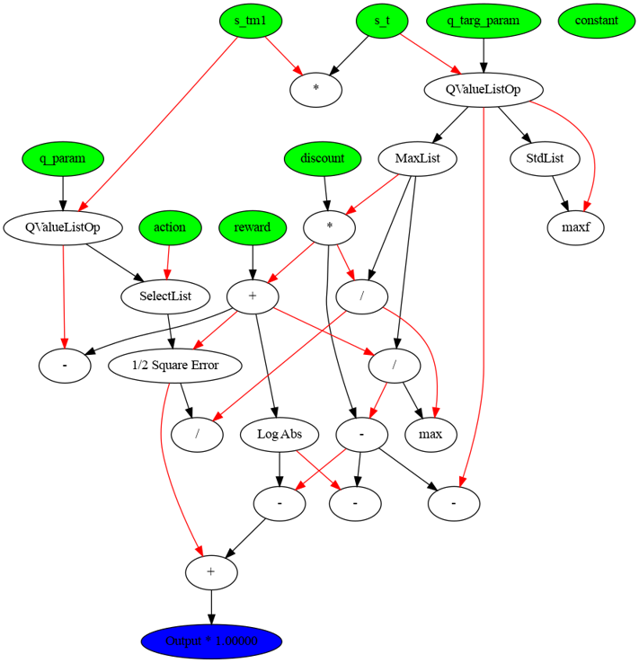 s_tm1
s_t
q_targ_param
constant
*
QValueListOp
q_param
discount
MaxList
StdList
QValueListOp
action
reward
*
maxf
SelectList
+
/
-
1/2 Square Error
/
/
Log Abs
-
max
-
-
-
+
Output * 1.00000